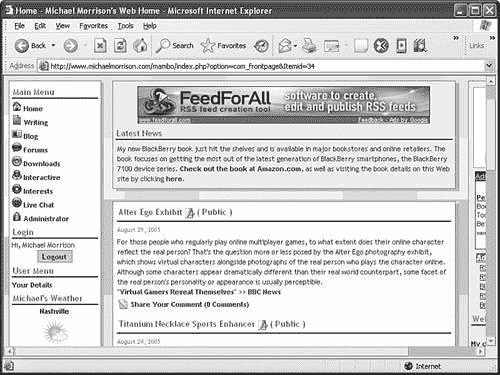 Home - Michael Morrison's Web Home - Microsoft Internet Explorer
File Edit View Favorites Tools Help
Back Search Favorites Links
Address http://www.michaelmorrison.com/mambo/index.php?option=com_frontpage&Itemid=34
Main Menu
Home
Writing
Blog
Forums
Downloads
Interactive
Interests
Live Chat
Administrator
Login
Hi, Michael Morrison
Logout
User Menu
Your Details
Michael's Weather
Nashville
FeedForAll
RSS feed creation tool
software to create,
edit and publish RSS feeds
www.feedforall.com Feedback - Ads by Google
Latest News
My new BlackBerry book just hit the shelves and is available in major bookstores and online retailers. The
book focuses on getting the most out of the latest generation of BlackBerry smartphones, the BlackBerry
7100 device series. Check out the book at Amazon.com, as well as visiting the book details on this Web
site by clicking here.
Alter Ego Exhibit ( Public )
August 29, 2005
For those people who regularly play online multiplayer games, to what extent does their online character
reflect the real person? That's the question more or less posed by the Alter Ego photography exhibit,
which shows virtual characters alongside photographs of the real person who plays the character online.
Although some characters appear dramatically different than their real world counterpart, some facet of
the real person's personality or appearance is usually perceptible.
"Virtual Gamers Reveal Themselves" >> BBC News
Share Your Comment (0 Comments)
Titanium Necklace Sports Enhancer ( Public )
August 24, 2005
Internet